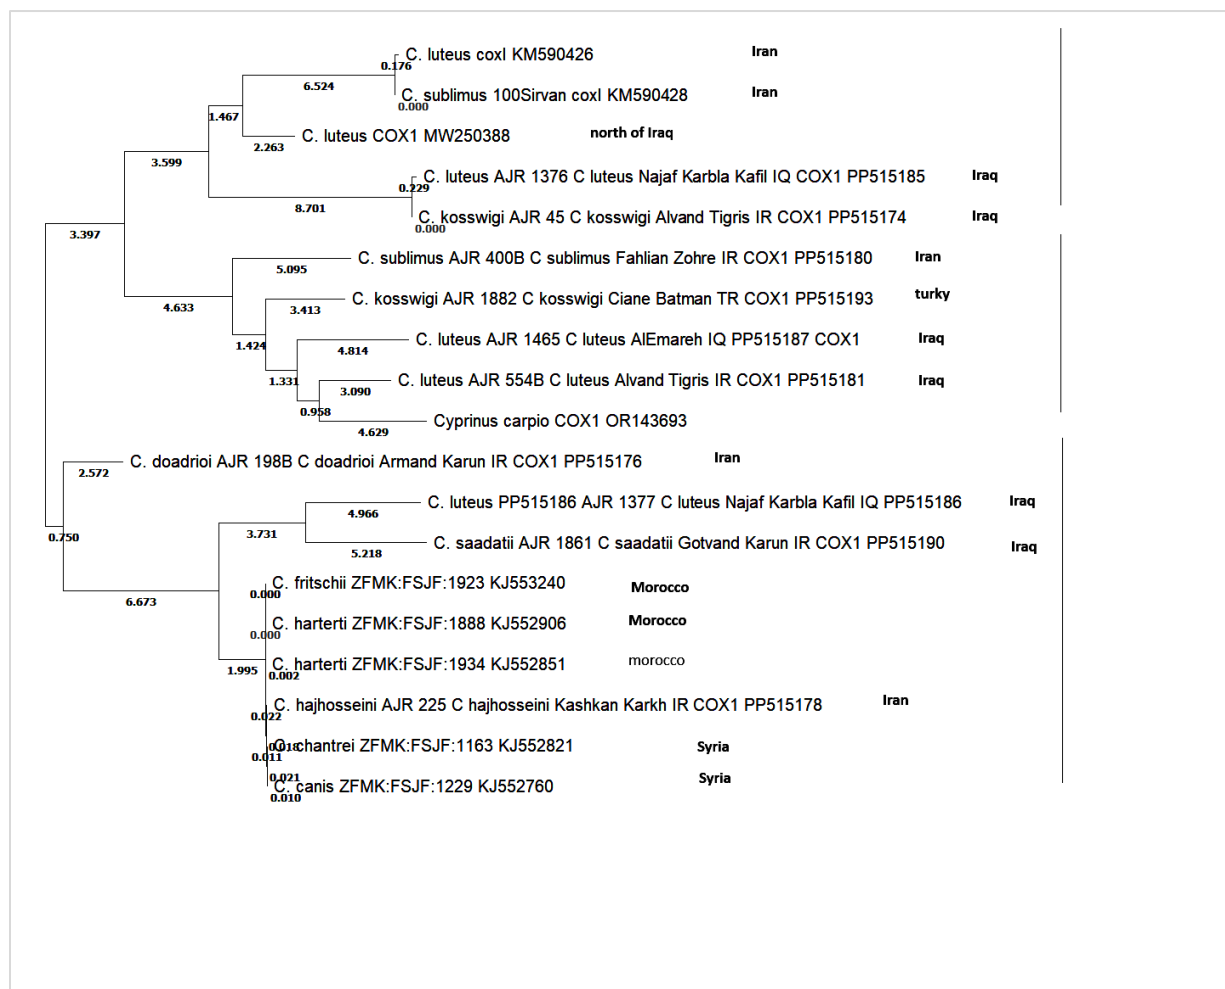 C. luteus coxI KM590426 Iran
0.176
6.524
C. sublimus 100Sirvan coxI KM590428 Iran
0.000
1.467
C. luteus COX1 MW250388 north of Iraq
2.263
3.599
C. luteus AJR 1376 C luteus Najaf Karbla Kafil IQ COX1 PP515185 Iraq
0.229
8.701
C. kosswigi AJR 45 C kosswigi Alvand Tigris IR COX1 PP515174 Iraq
0.000
3.397
C. sublimus AJR 400B C sublimus Fahlian Zohre IR COX1 PP515180 Iran
5.095
C. kosswigi AJR 1882 C kosswigi Ciane Batman TR COX1 PP515193 turky
4.633
3.413
C. luteus AJR 1465 C luteus AlEmareh IQ PP515187 COX1 Iraq
1.424
4.814
C. luteus AJR 554B C luteus Alvand Tigris IR COX1 PP515181 Iraq
1.331
3.090
0.958
Cyprinus carpio COX1 OR143693
4.629
C. doadrioi AJR 198B C doadrioi Armand Karun IR COX1 PP515176 Iran
2.572
C. luteus PP515186 AJR 1377 C luteus Najaf Karbla Kafil IQ PP515186 Iraq
4.966
0.750
3.731
C. saadatii AJR 1861 C saadatii Gotvand Karun IR COX1 PP515190 Iraq
5.218
C. fritschii ZFMK:FSJF:1923 KJ553240 Morocco
0.000
6.673
C. harterti ZFMK:FSJF:1888 KJ552906 Morocco
0.000
C. harterti ZFMK:FSJF:1934 KJ552851 morocco
1.995
0.002
C. hajhosseini AJR 225 C hajhosseini Kashkan Karkh IR COX1 PP515178 Iran
0.022
C. chantrei ZFMK:FSJF:1163 KJ552821 Syria
0.018
0.011
0.021
C. canis ZFMK:FSJF:1229 KJ552760 Syria
0.010